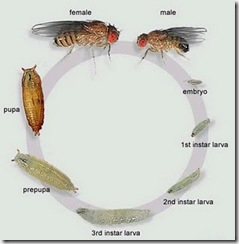 female
male
embryo
1st instar larva
2nd instar larva
3rd instar larva
prepupa
pupa